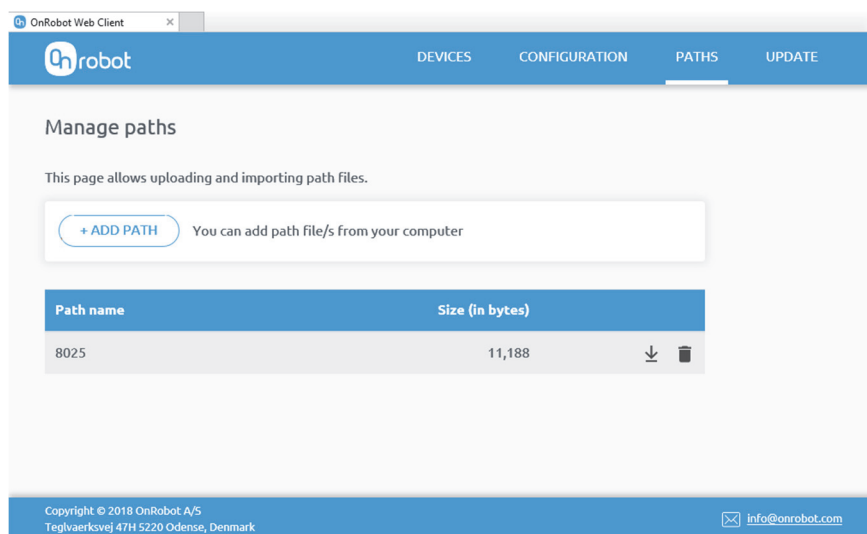 OnRobot Web Client
On robot
DEVICES CONFIGURATION PATHS UPDATE
Manage paths
This page allows uploading and importing path files.
+ ADD PATH You can add path file/s from your computer
Path name Size (in bytes)
8025 11,188
Copyright © 2018 OnRobot A/S
Teglvaerksvej 47H 5220 Odense, Denmark
info@onrobot.com